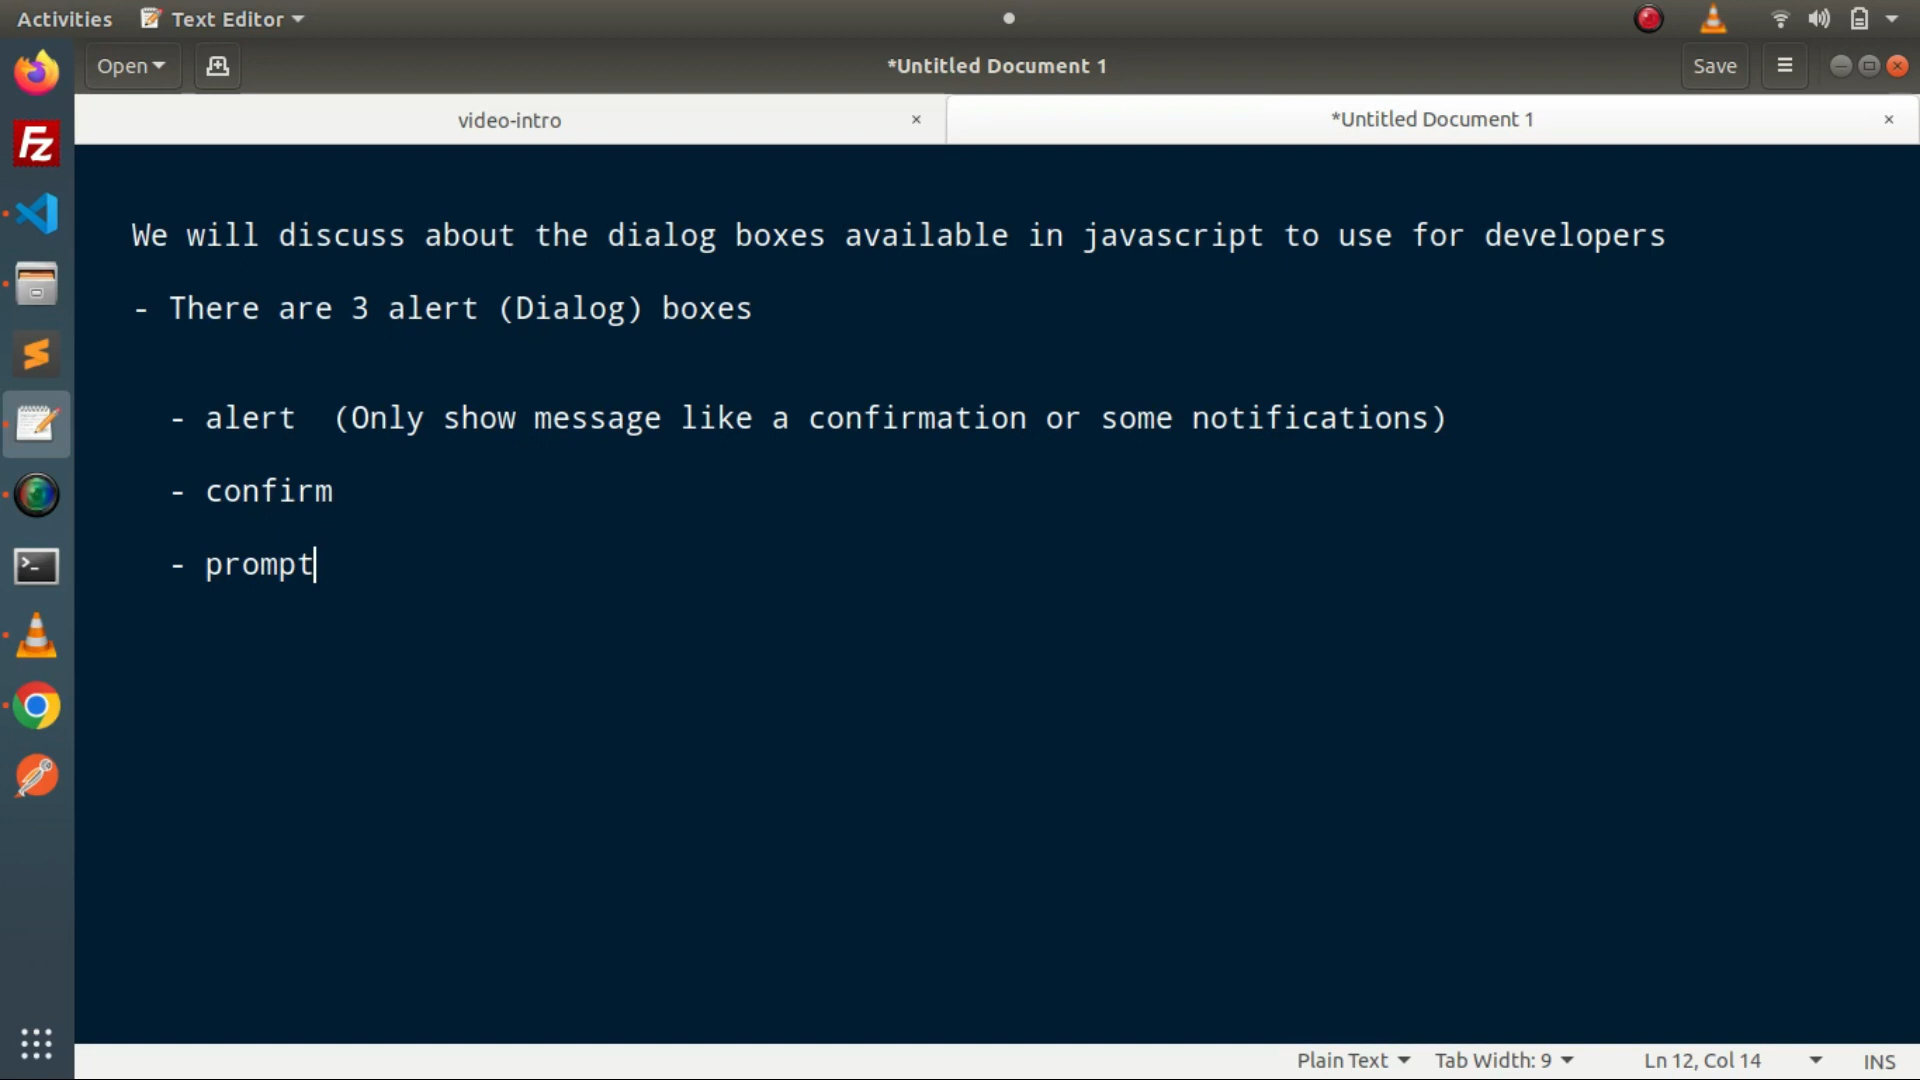 Activities Text Editor
Open *Untitled Document 1 Save
video-intro × *Untitled Document 1 ×
We will discuss about the dialog boxes available in javascript to use for developers
- There are 3 alert (Dialog) boxes
- alert (Only show message like a confirmation or some notifications)
- confirm
- prompt
Plain Text Tab Width: 9 Ln 12, Col 14 INS